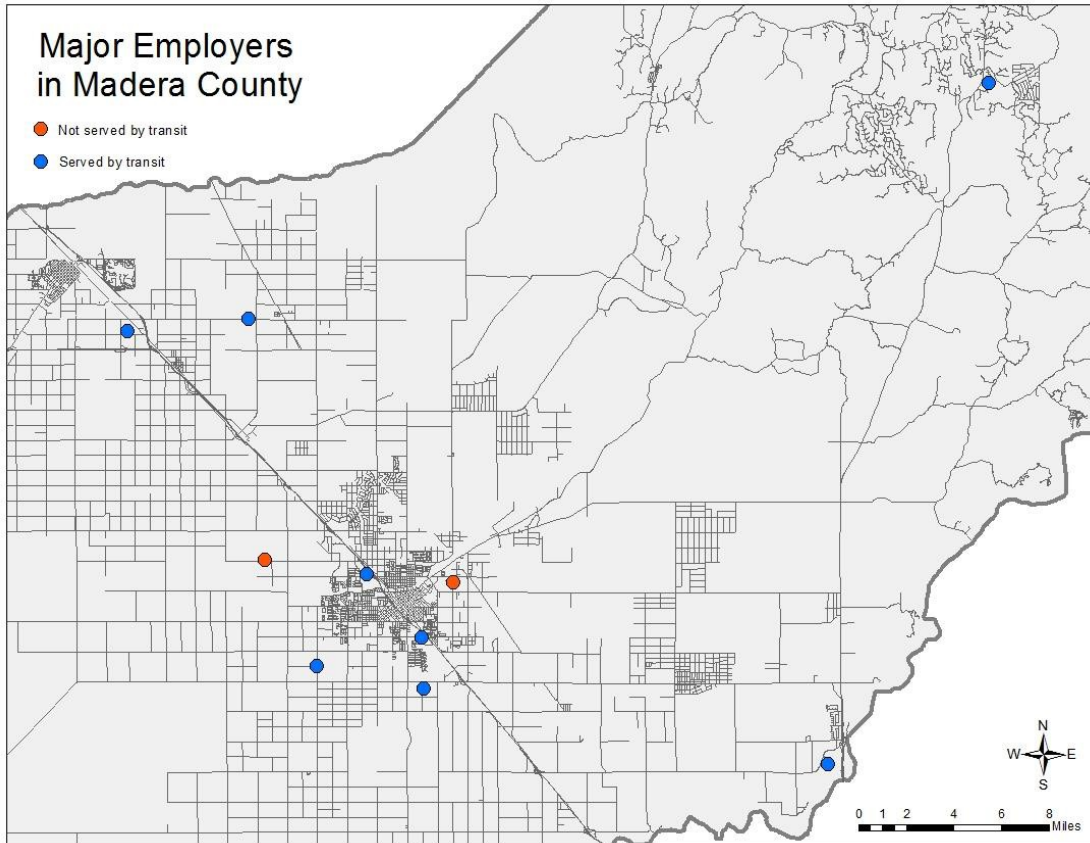 Major Employers
in Madera County
Not served by transit
Served by transit
N
W E
S
0 1 2 4 6 8
Miles